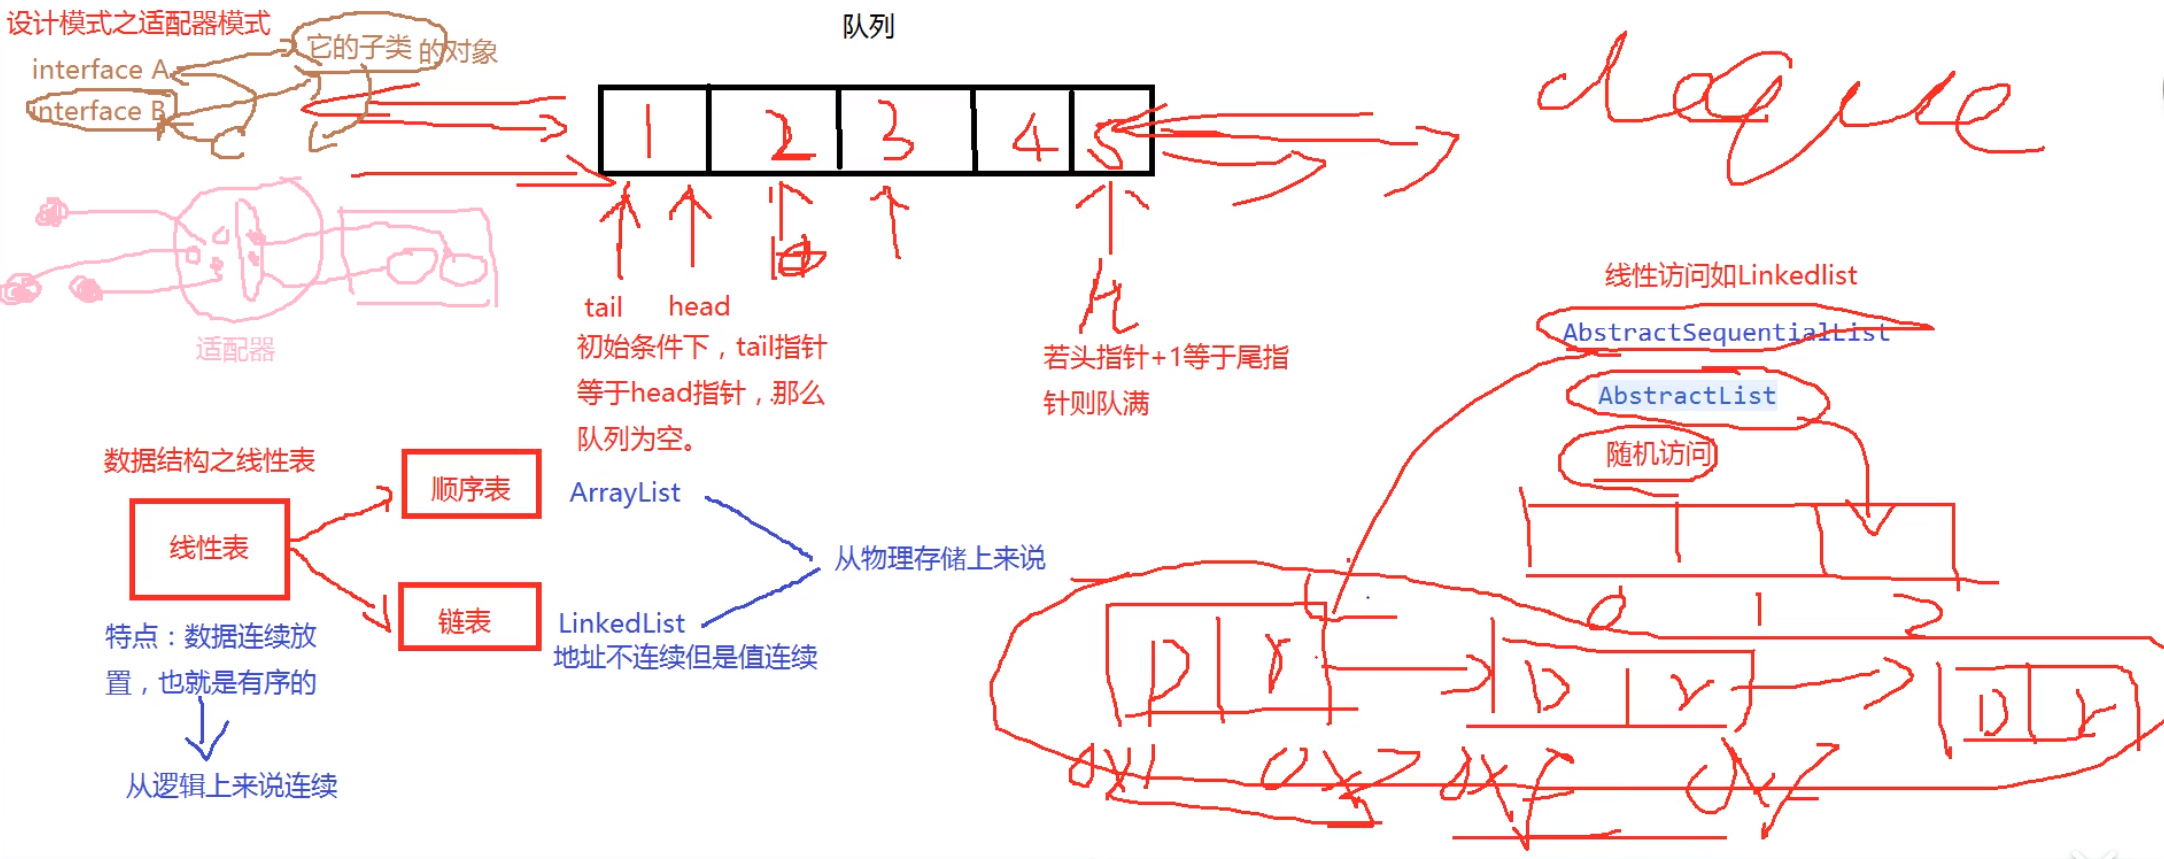 设计模式之适配器模式
interface A
interface B
它的子类 的对象
适配器
队列
1 2 3 4 5
tail head
初始条件下，tail指针
等于head指针，那么
队列为空。
h
若头指针+1等于尾指
针则队满
deque
数据结构之线性表
线性表
顺序表 ArrayList
链表 LinkedList
地址不连续但是值连续
从物理存储上来说
特点：数据连续放
置，也就是有序的
从逻辑上来说连续
线性访问如Linkedlist
AbstractSequentialList
AbstractList
随机访问
0 1 2
D r
D r
D r
0x1 0x2